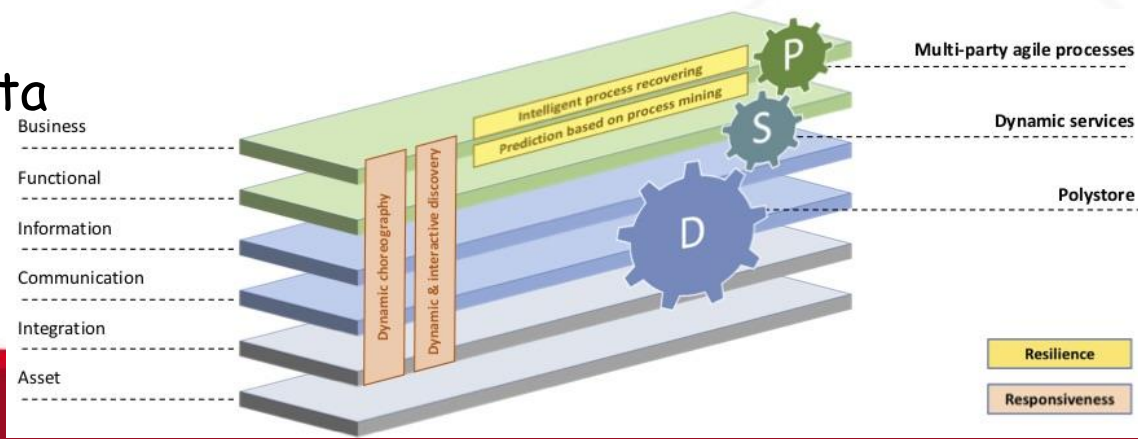 ta
Business
Functional
Information
Communication
Integration
Asset
Intelligent process recovering
Prediction based on process mining
Dynamic choreography
Dynamic & interactive discovery
P
S
D
Multi-party agile processes
Dynamic services
Polystore
Resilience
Responsiveness